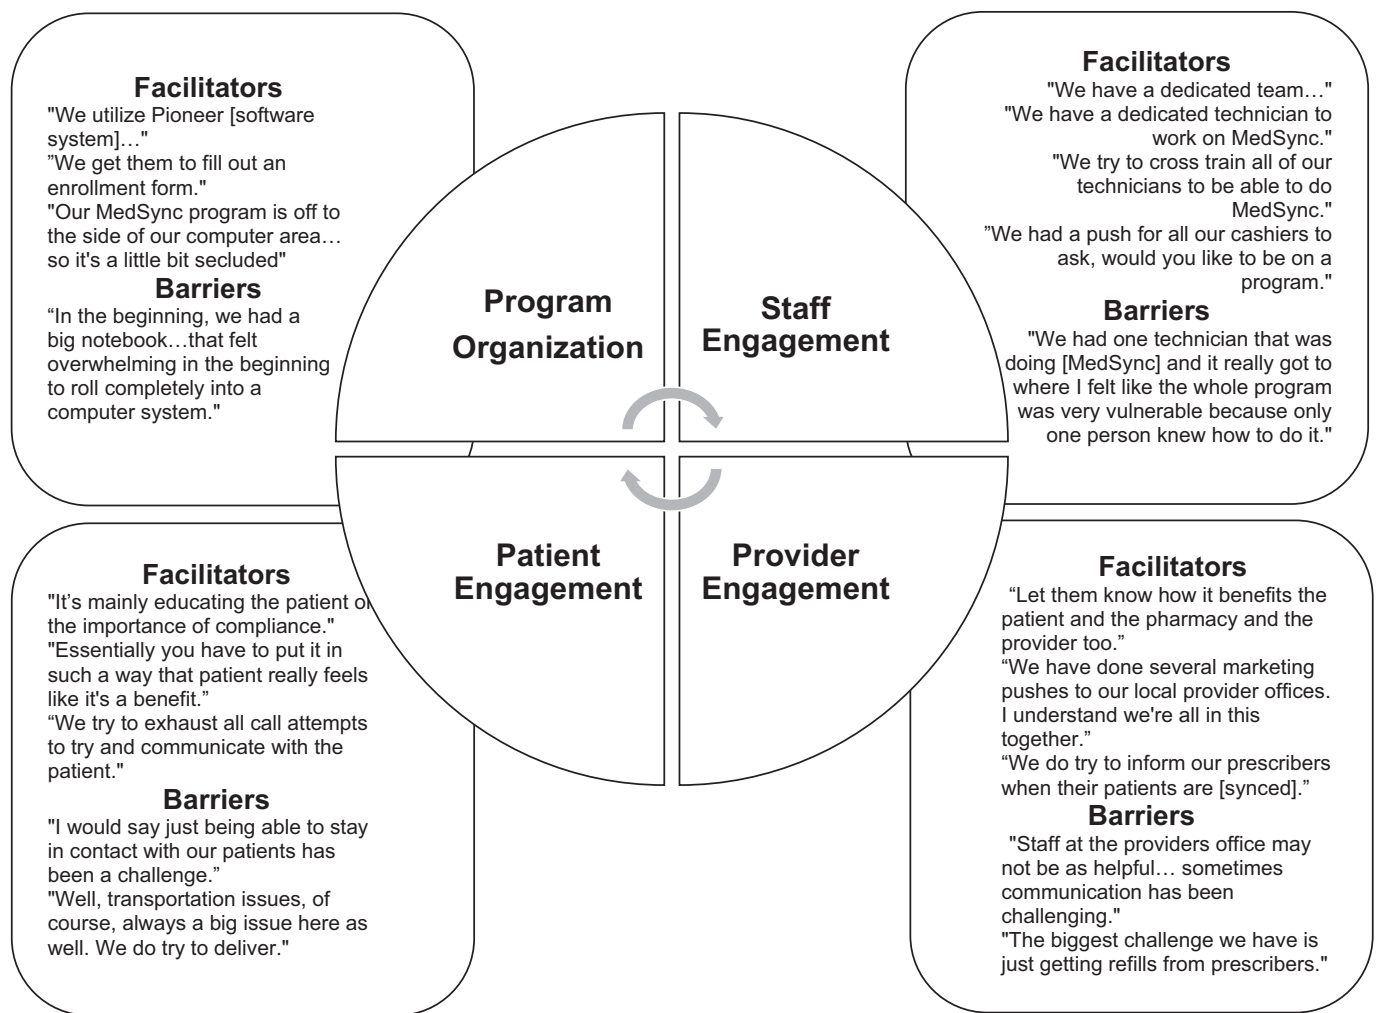 Facilitators
"We utilize Pioneer [software
system]…"
”We get them to fill out an
enrollment form."
"Our MedSync program is off to
the side of our computer area…
so it's a little bit secluded"
Barriers
“In the beginning, we had a
big notebook…that felt
overwhelming in the beginning
to roll completely into a
computer system."
Program
Organization
Staff
Engagement
Facilitators
"We have a dedicated team…"
"We have a dedicated technician to
work on MedSync."
"We try to cross train all of our
technicians to be able to do
MedSync."
”We had a push for all our cashiers to
ask, would you like to be on a
program."
Barriers
"We had one technician that was
doing [MedSync] and it really got to
where I felt like the whole program
was very vulnerable because only
one person knew how to do it."
Facilitators
"It’s mainly educating the patient
the importance of compliance."
"Essentially you have to put it in
such a way that patient really feels
like it's a benefit.”
“We try to exhaust all call attempts
to try and communicate with the
patient."
Barriers
"I would say just being able to stay
in contact with our patients has
been a challenge.”
"Well, transportation issues, of
course, always a big issue here as
well. We do try to deliver."
Patient
Engagement
Provider
Engagement
Facilitators
“Let them know how it benefits the
patient and the pharmacy and the
provider too.”
“We have done several marketing
pushes to our local provider offices.
I understand we're all in this
together.”
“We do try to inform our prescribers
when their patients are [synced].”
Barriers
"Staff at the providers office may
not be as helpful… sometimes
communication has been
challenging."
"The biggest challenge we have is
just getting refills from prescribers."